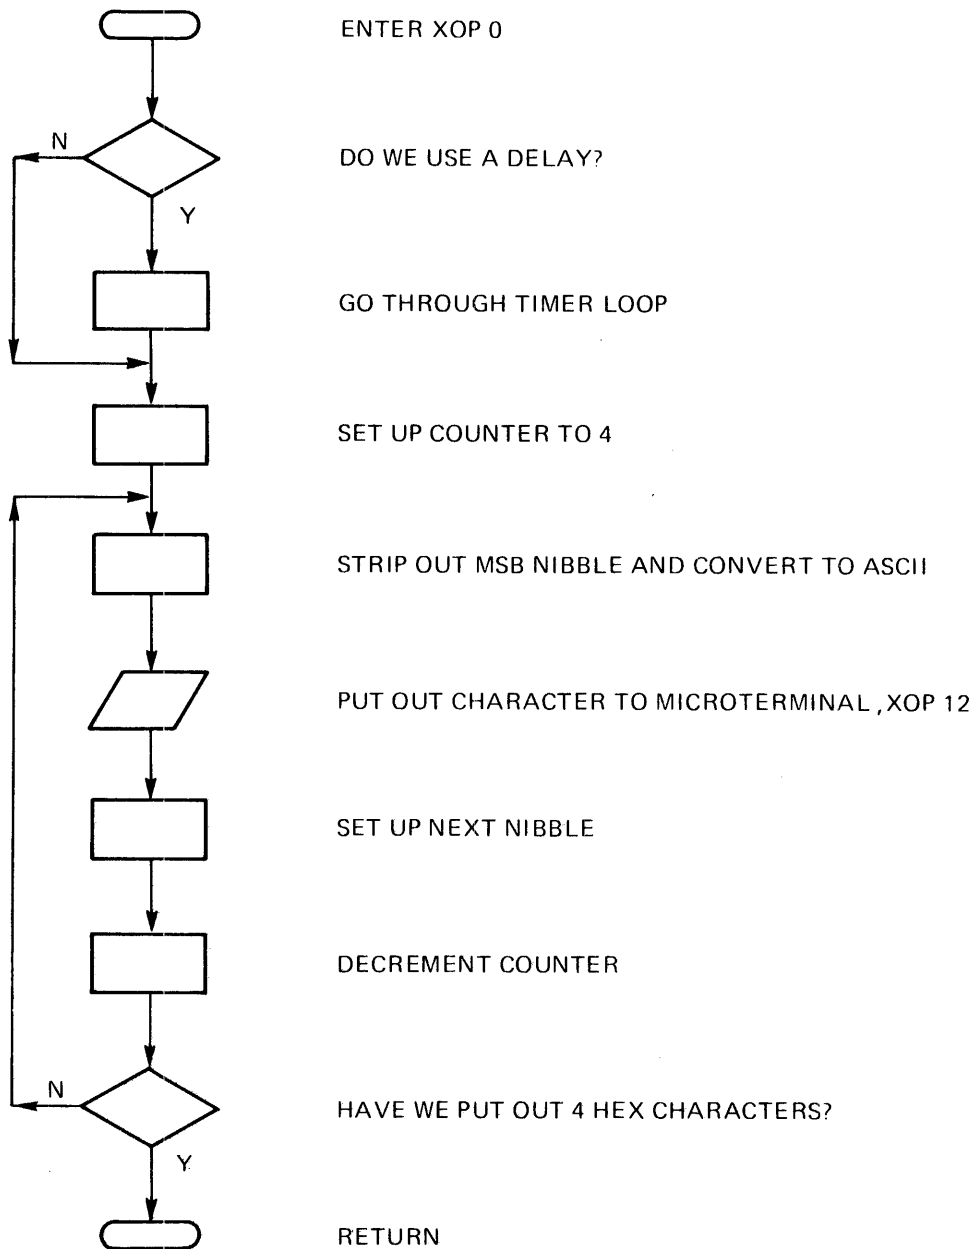 ENTER XOP 0
N
DO WE USE A DELAY?
Y
GO THROUGH TIMER LOOP
SET UP COUNTER TO 4
STRIP OUT MSB NIBBLE AND CONVERT TO ASCII
PUT OUT CHARACTER TO MICROTERMINAL, XOP 12
SET UP NEXT NIBBLE
DECREMENT COUNTER
N
HAVE WE PUT OUT 4 HEX CHARACTERS?
Y
RETURN